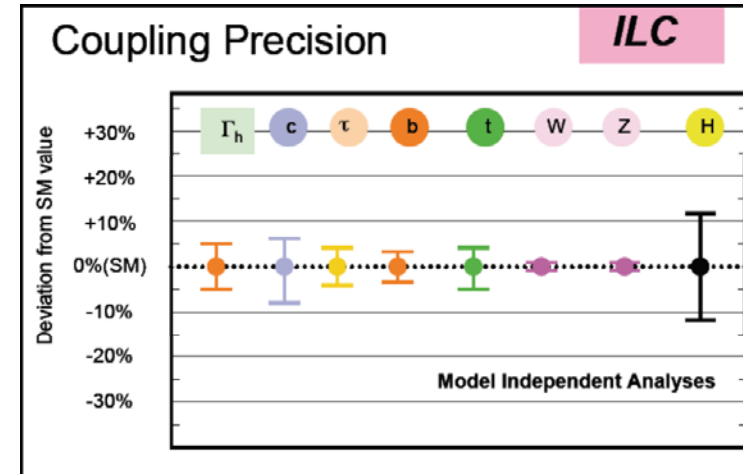 Coupling Precision
ILC
Deviation from SM value
+30%
+20%
+10%
0%(SM)
-10%
-20%
-30%
Γh c τ b t W Z H
Model Independent Analyses